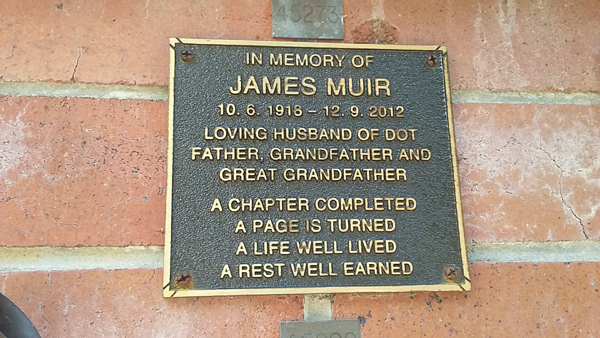 45273
IN MEMORY OF
JAMES MUIR
10. 6. 1918 – 12. 9. 2012
LOVING HUSBAND OF DOT
FATHER, GRANDFATHER AND
GREAT GRANDFATHER
A CHAPTER COMPLETED
A PAGE IS TURNED
A LIFE WELL LIVED
A REST WELL EARNED